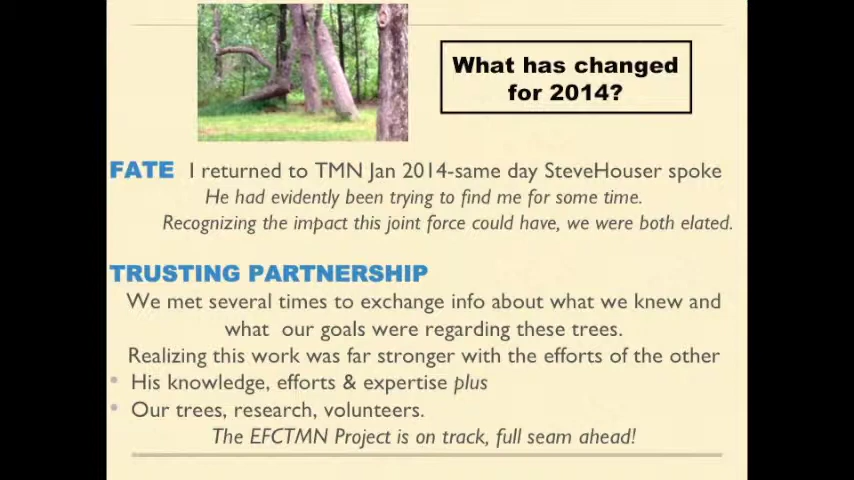 What has changed
for 2014?
FATE I returned to TMN Jan 2014-same day SteveHouser spoke
He had evidently been trying to find me for some time.
Recognizing the impact this joint force could have, we were both elated.
TRUSTING PARTNERSHIP
We met several times to exchange info about what we knew and
what our goals were regarding these trees.
Realizing this work was far stronger with the efforts of the other
• His knowledge, efforts & expertise plus
• Our trees, research, volunteers.
The EFCTMN Project is on track, full seam ahead!